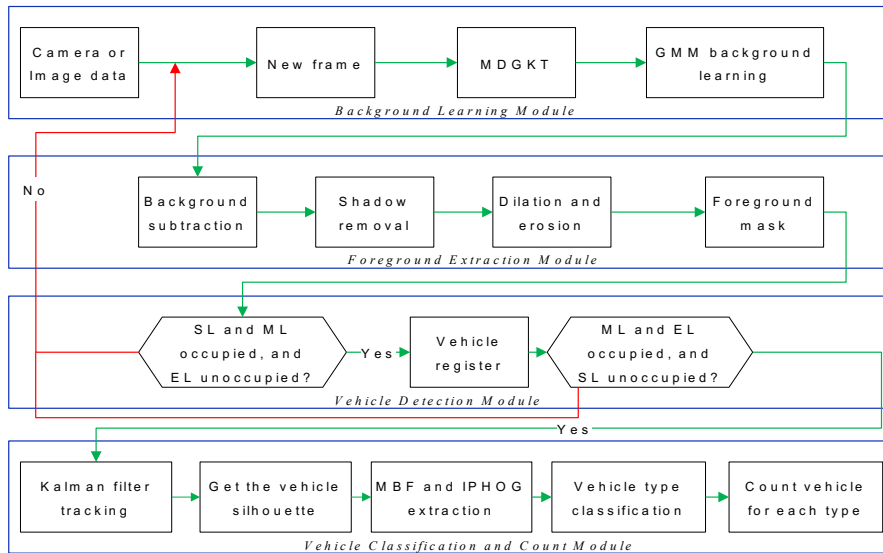 Camera or
Image data
New frame
MDGKT
GMM background
learning
Background Learning Module
No
Background
subtraction
Shadow
removal
Dilation and
erosion
Foreground
mask
Foreground Extraction Module
SL and ML
occupied, and
EL unoccupied?
Yes
Vehicle
register
ML and EL
occupied, and
SL unoccupied?
Vehicle Detection Module
Yes
Kalman filter
tracking
Get the vehicle
silhouette
MBF and IPHOG
extraction
Vehicle type
classification
Count vehicle
for each type
Vehicle Classification and Count Module